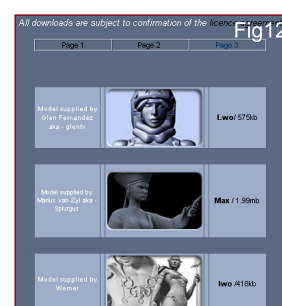 All downloads are subject to confirmation of the licence agreement
Fig12
Page 1 Page 2 Page 3
Model supplied by
Glen Fernandez
aka - glenfx
Lwo/ 575kb
Model supplied by
Marius van Zyl aka -
Splurgus
Max / 1.99mb
Model supplied by
Werner
lwo /418kb